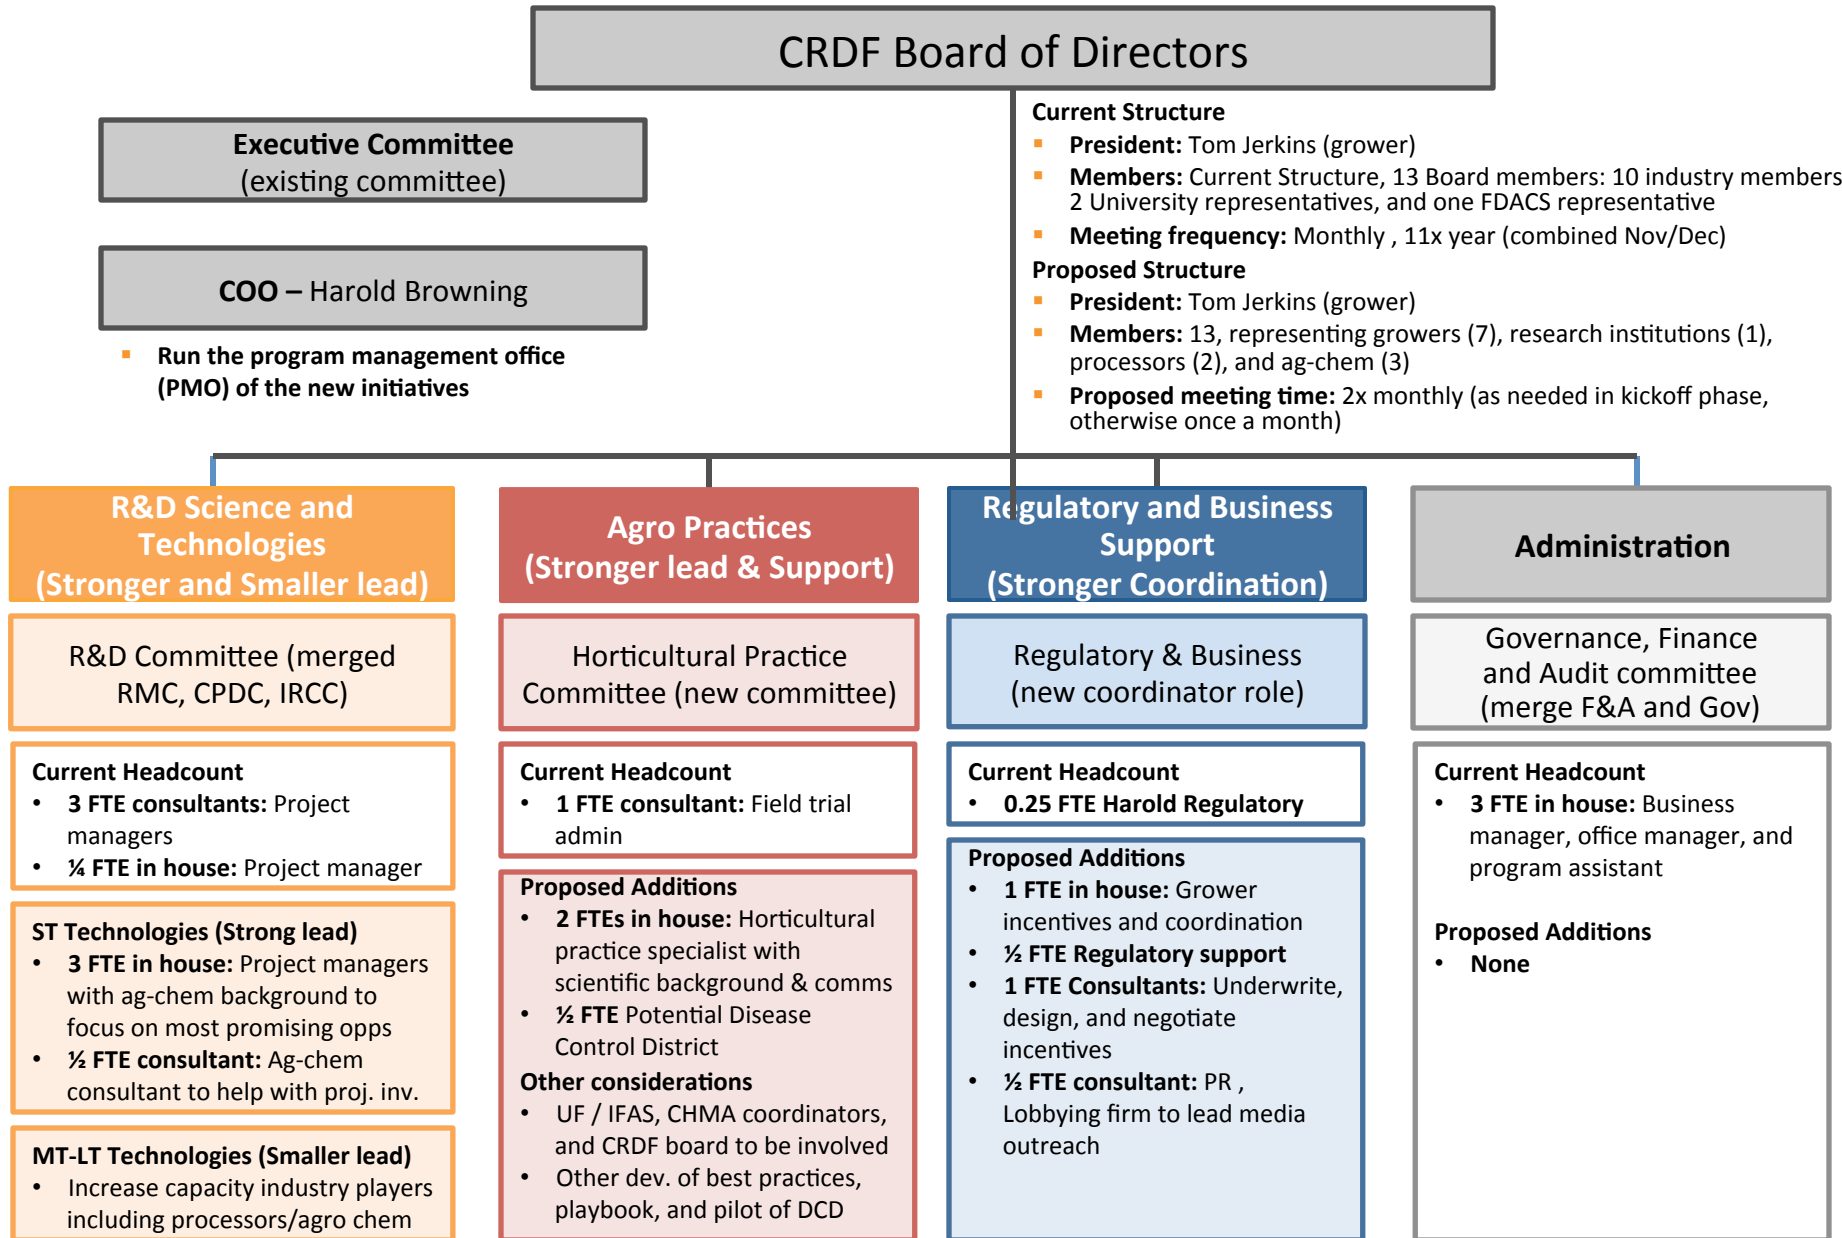 CRDF Board of Directors
Executive Committee
(existing committee)
COO – Harold Browning
▪ Run the program management office
(PMO) of the new initiatives
Current Structure
▪ President: Tom Jerkins (grower)
▪ Members: Current Structure, 13 Board members: 10 industry members
2 University representatives, and one FDACS representative
▪ Meeting frequency: Monthly , 11x year (combined Nov/Dec)
Proposed Structure
▪ President: Tom Jerkins (grower)
▪ Members: 13, representing growers (7), research institutions (1),
processors (2), and ag-chem (3)
▪ Proposed meeting time: 2x monthly (as needed in kickoff phase,
otherwise once a month)
R&D Science and
Technologies
(Stronger and Smaller lead)
R&D Committee (merged
RMC, CPDC, IRCC)
Current Headcount
• 3 FTE consultants: Project
managers
• ¼ FTE in house: Project manager
ST Technologies (Strong lead)
• 3 FTE in house: Project managers
with ag-chem background to
focus on most promising opps
• ½ FTE consultant: Ag-chem
consultant to help with proj. inv.
MT-LT Technologies (Smaller lead)
• Increase capacity industry players
including processors/agro chem
Agro Practices
(Stronger lead & Support)
Horticultural Practice
Committee (new committee)
Current Headcount
• 1 FTE consultant: Field trial
admin
Proposed Additions
• 2 FTEs in house: Horticultural
practice specialist with
scientific background & comms
• ½ FTE Potential Disease
Control District
Other considerations
• UF / IFAS, CHMA coordinators,
and CRDF board to be involved
• Other dev. of best practices,
playbook, and pilot of DCD
Regulatory and Business
Support
(Stronger Coordination)
Regulatory & Business
(new coordinator role)
Current Headcount
• 0.25 FTE Harold Regulatory
Proposed Additions
• 1 FTE in house: Grower
incentives and coordination
• ½ FTE Regulatory support
• 1 FTE Consultants: Underwrite,
design, and negotiate
incentives
• ½ FTE consultant: PR ,
Lobbying firm to lead media
outreach
Administration
Governance, Finance
and Audit committee
(merge F&A and Gov)
Current Headcount
• 3 FTE in house: Business
manager, office manager, and
program assistant
Proposed Additions
• None